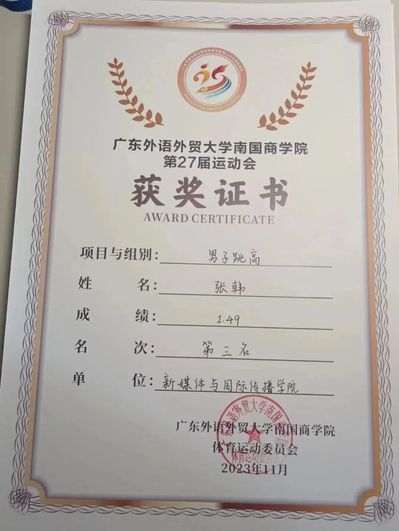 广东外语外贸大学南国商学院
第27届运动会
获奖证书
AWARD CERTIFICATE
项目与组别: 男子跳高
姓名: 张韩
成绩: 1.49
名次: 第三名
单位: 新媒体与国际传播学院
广东外语外贸大学南国商学院
体育运动委员会
2023年11月